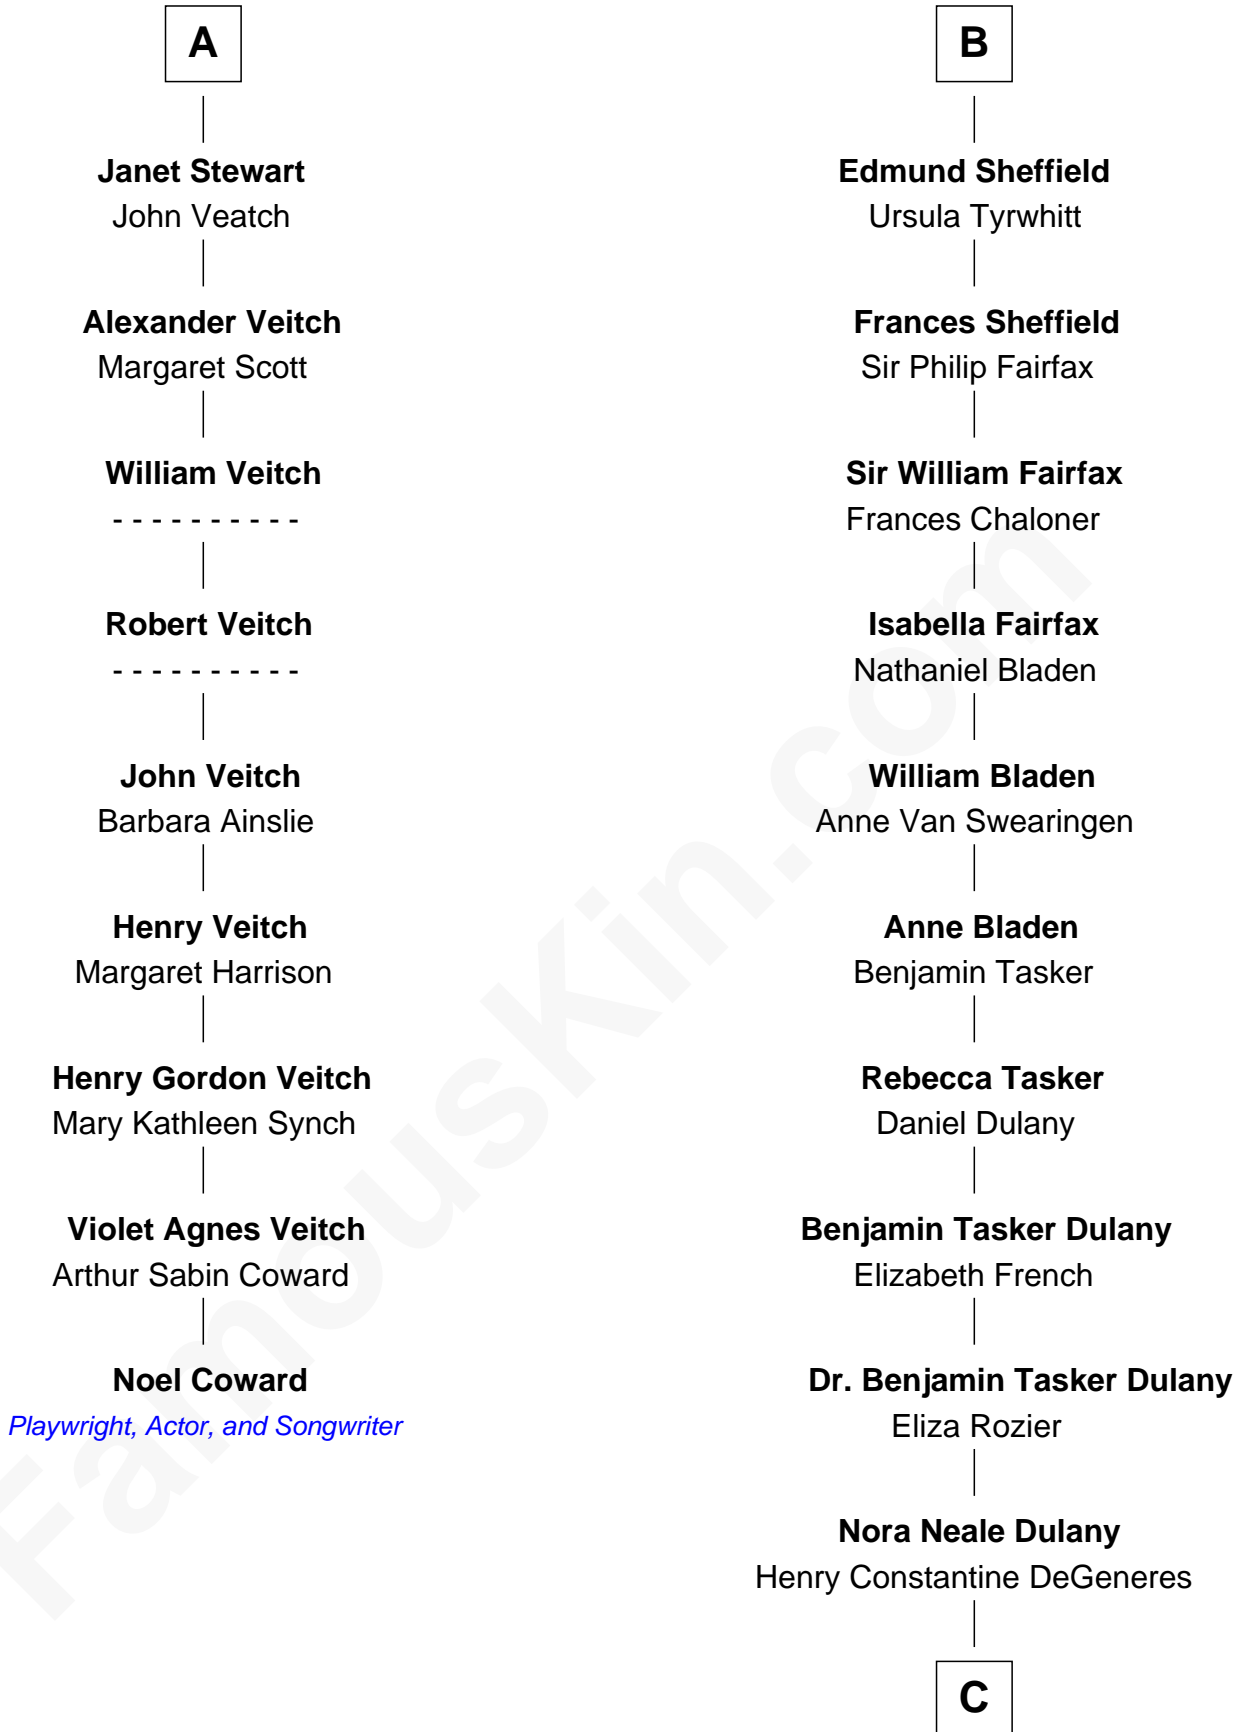 A
Janet Stewart
John Veatch
Alexander Veitch
Margaret Scott
William Veitch
- - - - - - - - - -
Robert Veitch
- - - - - - - - - -
John Veitch
Barbara Ainslie
Henry Veitch
Margaret Harrison
Henry Gordon Veitch
Mary Kathleen Synch
Violet Agnes Veitch
Arthur Sabin Coward
Noel Coward
Playwright, Actor, and Songwriter
B
Edmund Sheffield
Ursula Tyrwhitt
Frances Sheffield
Sir Philip Fairfax
Sir William Fairfax
Frances Chaloner
Isabella Fairfax
Nathaniel Bladen
William Bladen
Anne Van Swearingen
Anne Bladen
Benjamin Tasker
Rebecca Tasker
Daniel Dulany
Benjamin Tasker Dulany
Elizabeth French
Dr. Benjamin Tasker Dulany
Eliza Rozier
Nora Neale Dulany
Henry Constantine DeGeneres
C
FamousKin.com